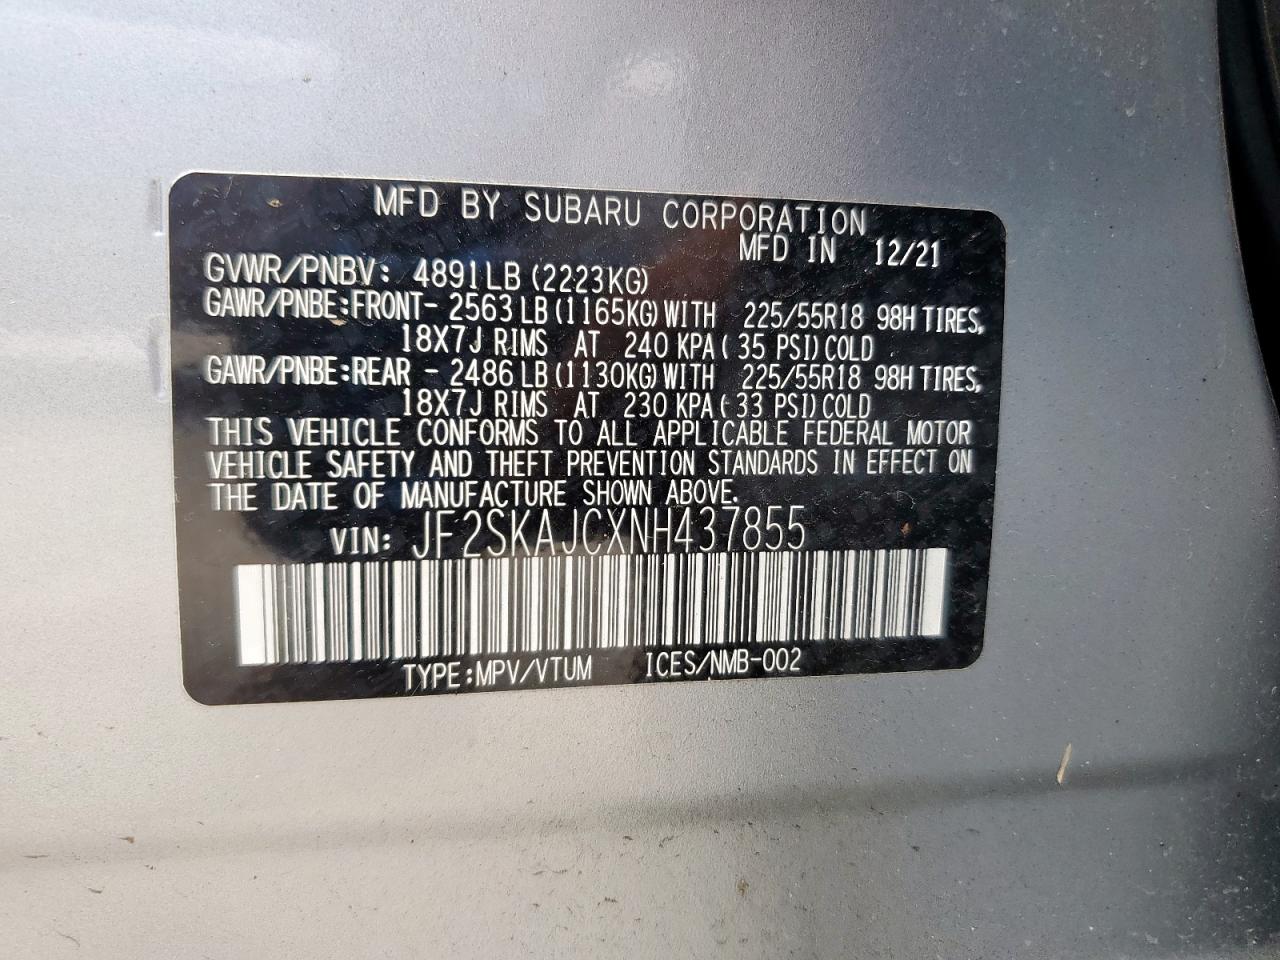 MFD BY SUBARU CORPORATION
MFD IN 12/21
GVWR/PNBV: 4891LB (2223KG)
GAWR/PNBE:FRONT- 2563 LB (1165KG) WITH 225/55R18 98H TIRES,
18X7J RIMS AT 240 KPA ( 35 PSI) COLD
GAWR/PNBE:REAR - 2486 LB (1130KG) WITH 225/55R18 98H TIRES,
18X7J RIMS AT 230 KPA ( 33 PSI) COLD
THIS VEHICLE CONFORMS TO ALL APPLICABLE FEDERAL MOTOR
VEHICLE SAFETY AND THEFT PREVENTION STANDARDS IN EFFECT ON
THE DATE OF MANUFACTURE SHOWN ABOVE.
VIN: JF2SKAJCXNH437855
TYPE:MPV/VTUM ICES/NMB-002